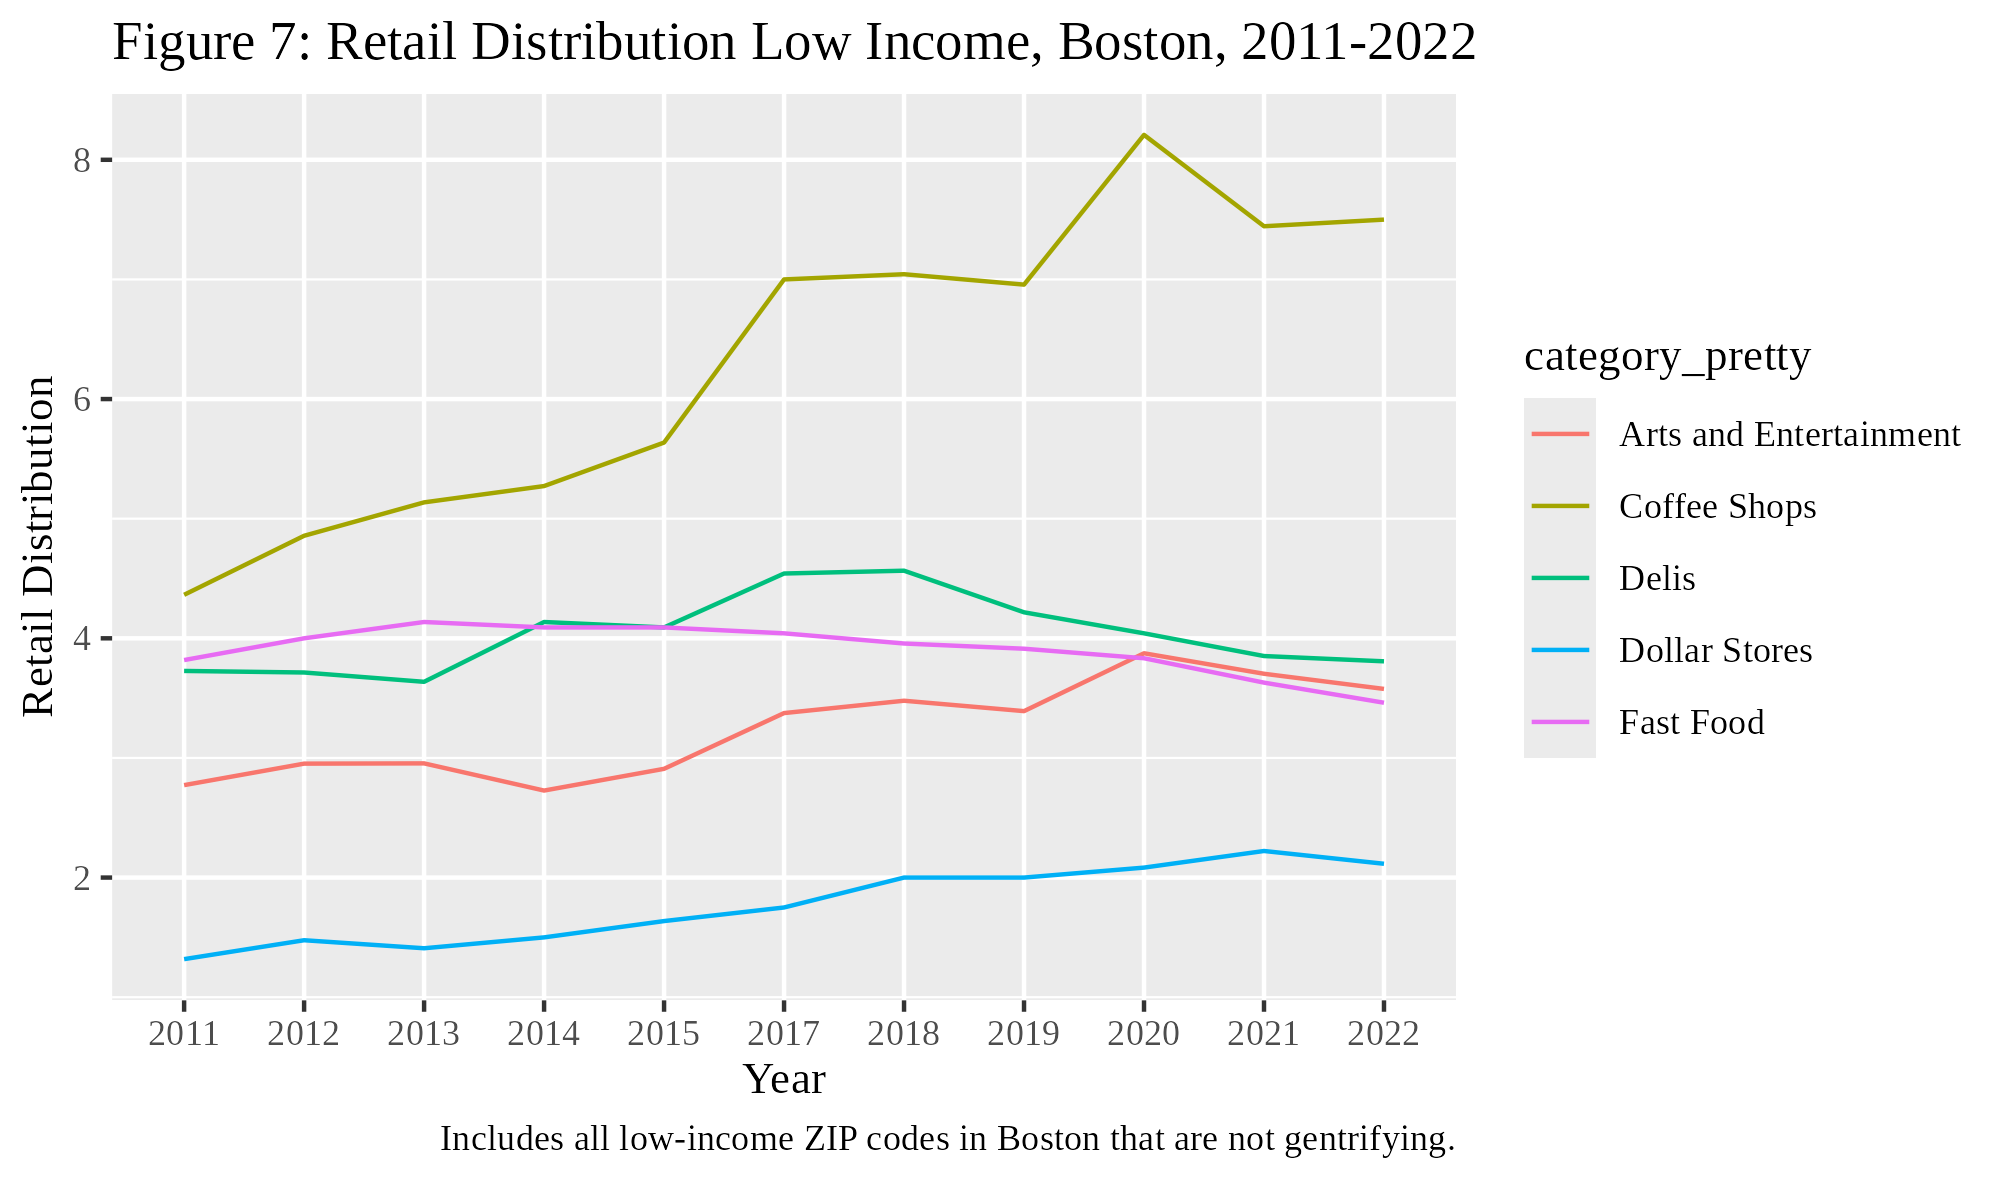 Figure 7: Retail Distribution Low Income, Boston, 2011-2022
8
6
4
2
Retail Distribution
2011 2012 2013 2014 2015 2017 2018 2019 2020 2021 2022
Year
Includes all low-income ZIP codes in Boston that are not gentrifying.
category_pretty
Arts and Entertainment
Coffee Shops
Delis
Dollar Stores
Fast Food